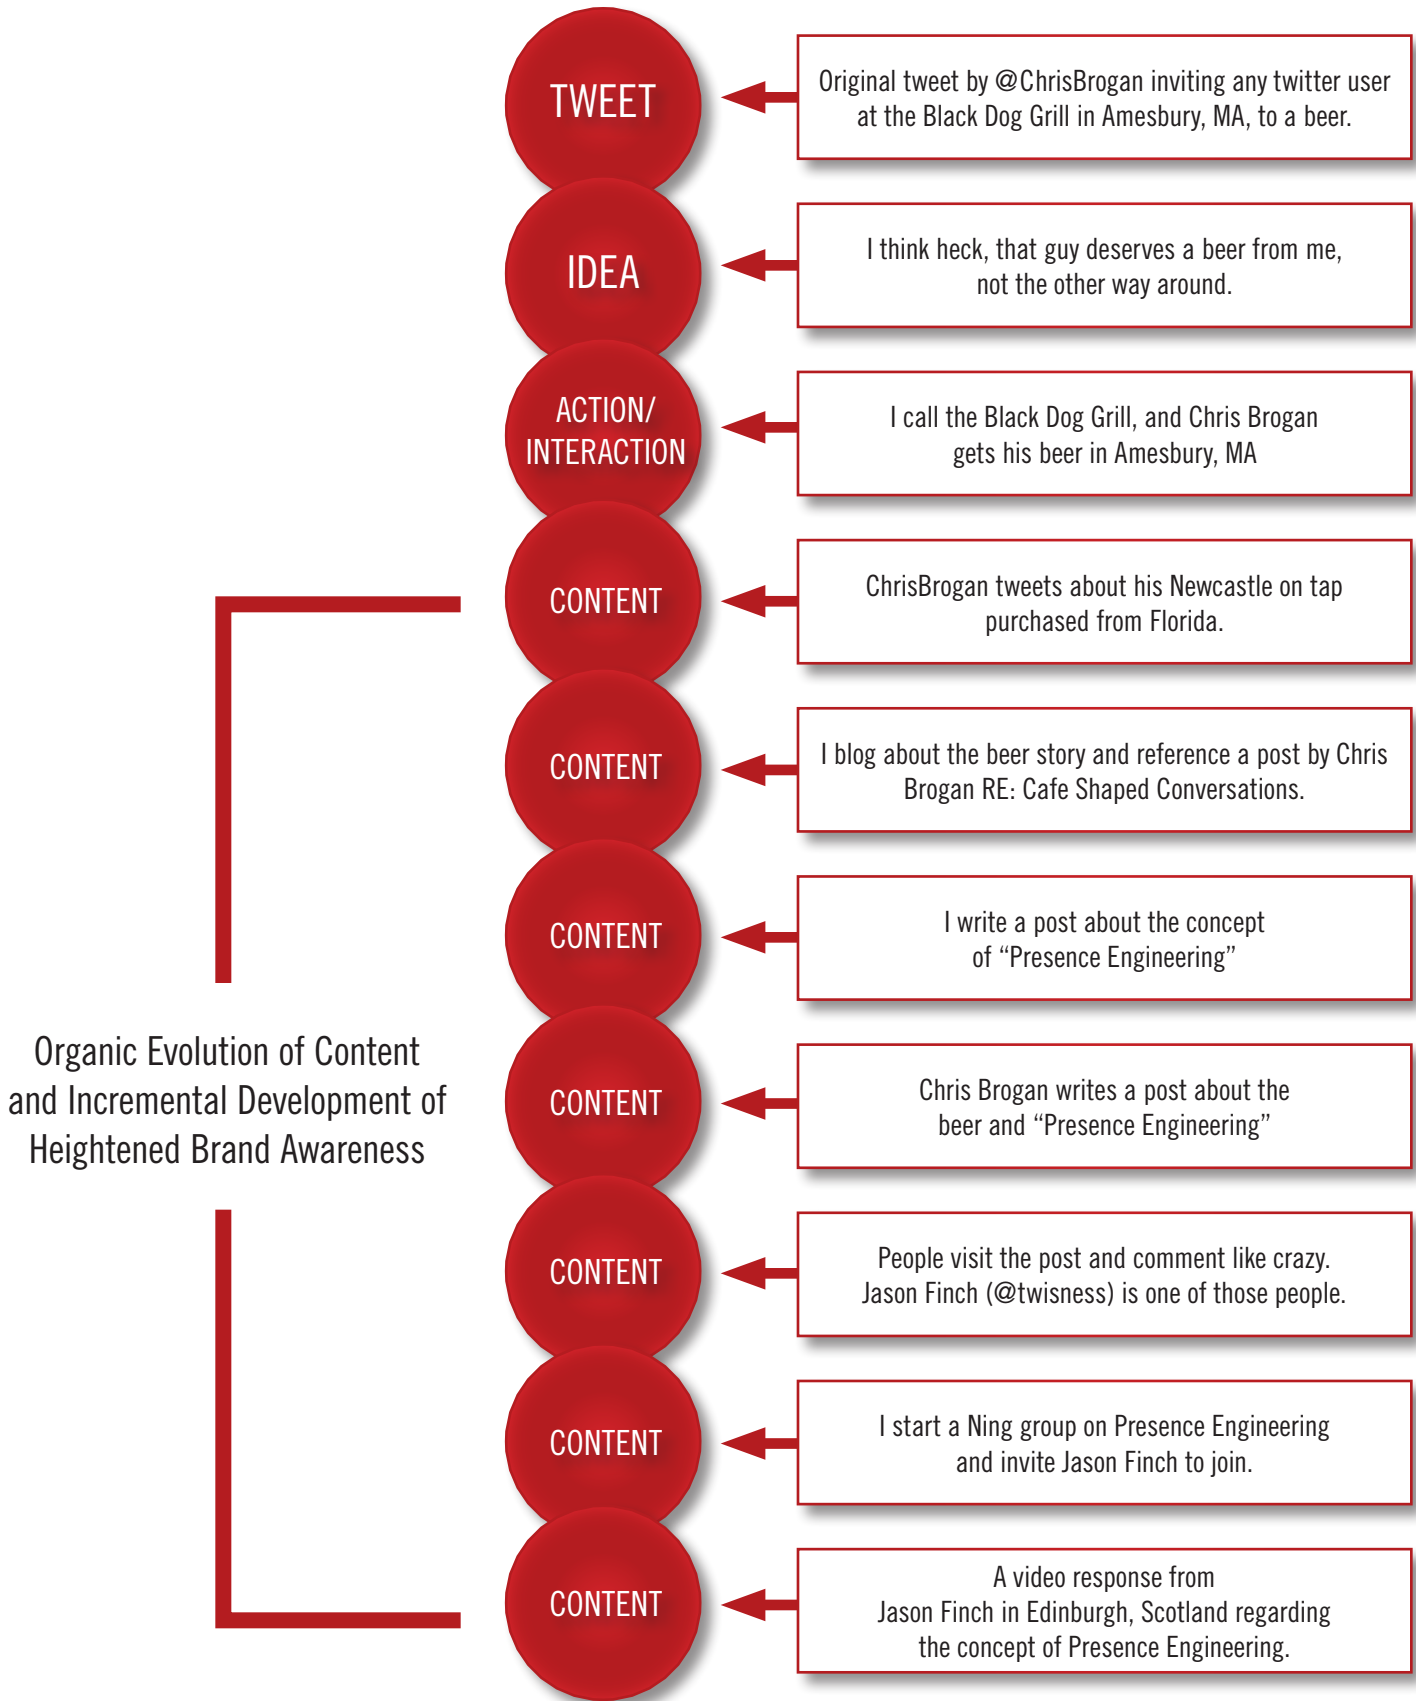 TWEET
Original tweet by @ChrisBrogan inviting any twitter user
at the Black Dog Grill in Amesbury, MA, to a beer.
IDEA
I think heck, that guy deserves a beer from me,
not the other way around.
ACTION/
INTERACTION
I call the Black Dog Grill, and Chris Brogan
gets his beer in Amesbury, MA
CONTENT
ChrisBrogan tweets about his Newcastle on tap
purchased from Florida.
CONTENT
I blog about the beer story and reference a post by Chris
Brogan RE: Cafe Shaped Conversations.
CONTENT
I write a post about the concept
of “Presence Engineering”
Organic Evolution of Content
and Incremental Development of
Heightened Brand Awareness
CONTENT
Chris Brogan writes a post about the
beer and “Presence Engineering”
CONTENT
People visit the post and comment like crazy.
Jason Finch (@twisness) is one of those people.
CONTENT
I start a Ning group on Presence Engineering
and invite Jason Finch to join.
CONTENT
A video response from
Jason Finch in Edinburgh, Scotland regarding
the concept of Presence Engineering.